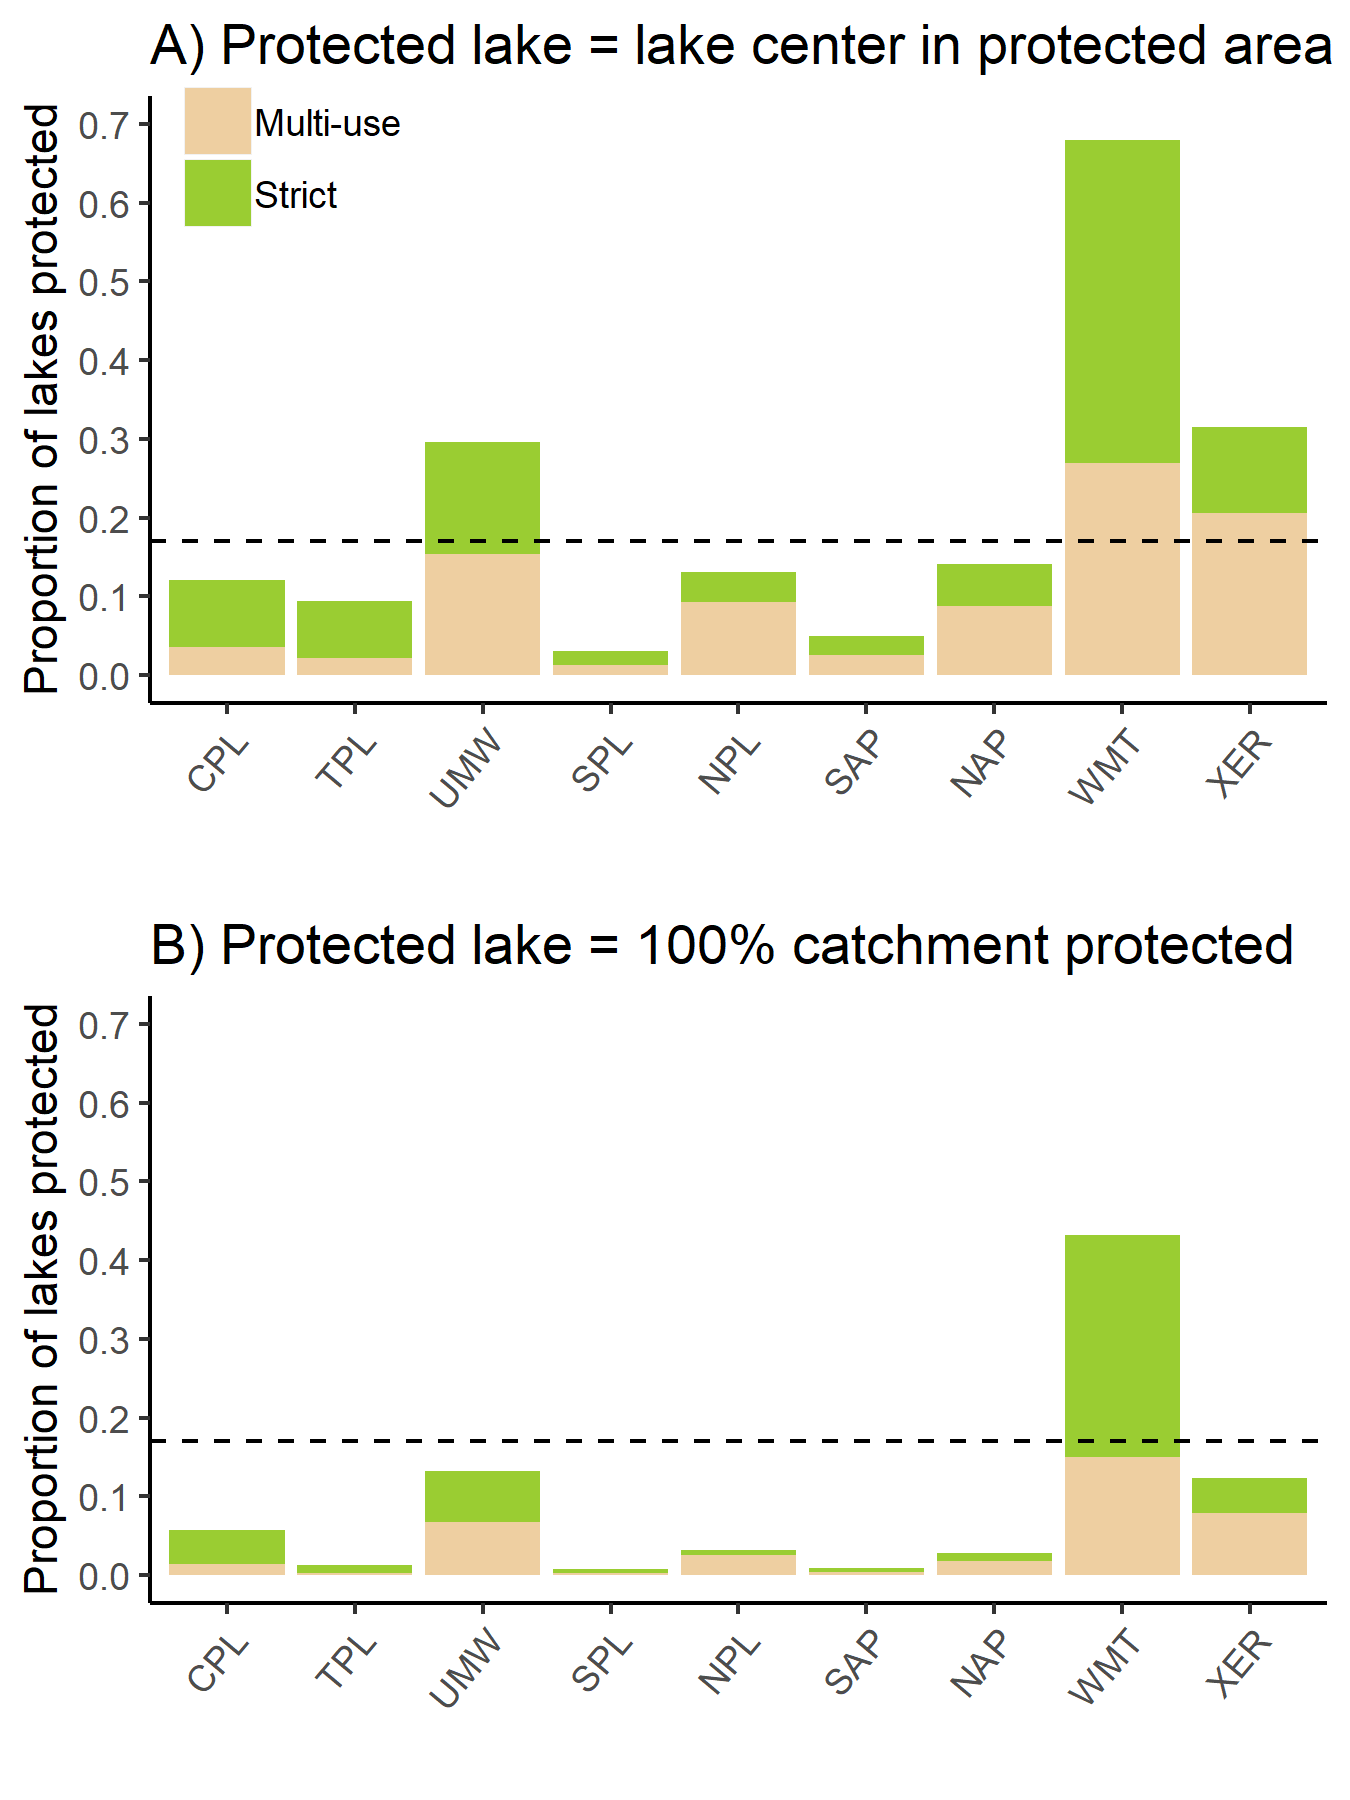 A) Protected lake = lake center in protected area
Multi-use
Strict
Proportion of lakes protected
0.7
0.6
0.5
0.4
0.3
0.2
0.1
0.0
CPL
TPL
UMW
SPL
NPL
SAP
NAP
WMT
XER
B) Protected lake = 100% catchment protected
Proportion of lakes protected
0.7
0.6
0.5
0.4
0.3
0.2
0.1
0.0
CPL
TPL
UMW
SPL
NPL
SAP
NAP
WMT
XER